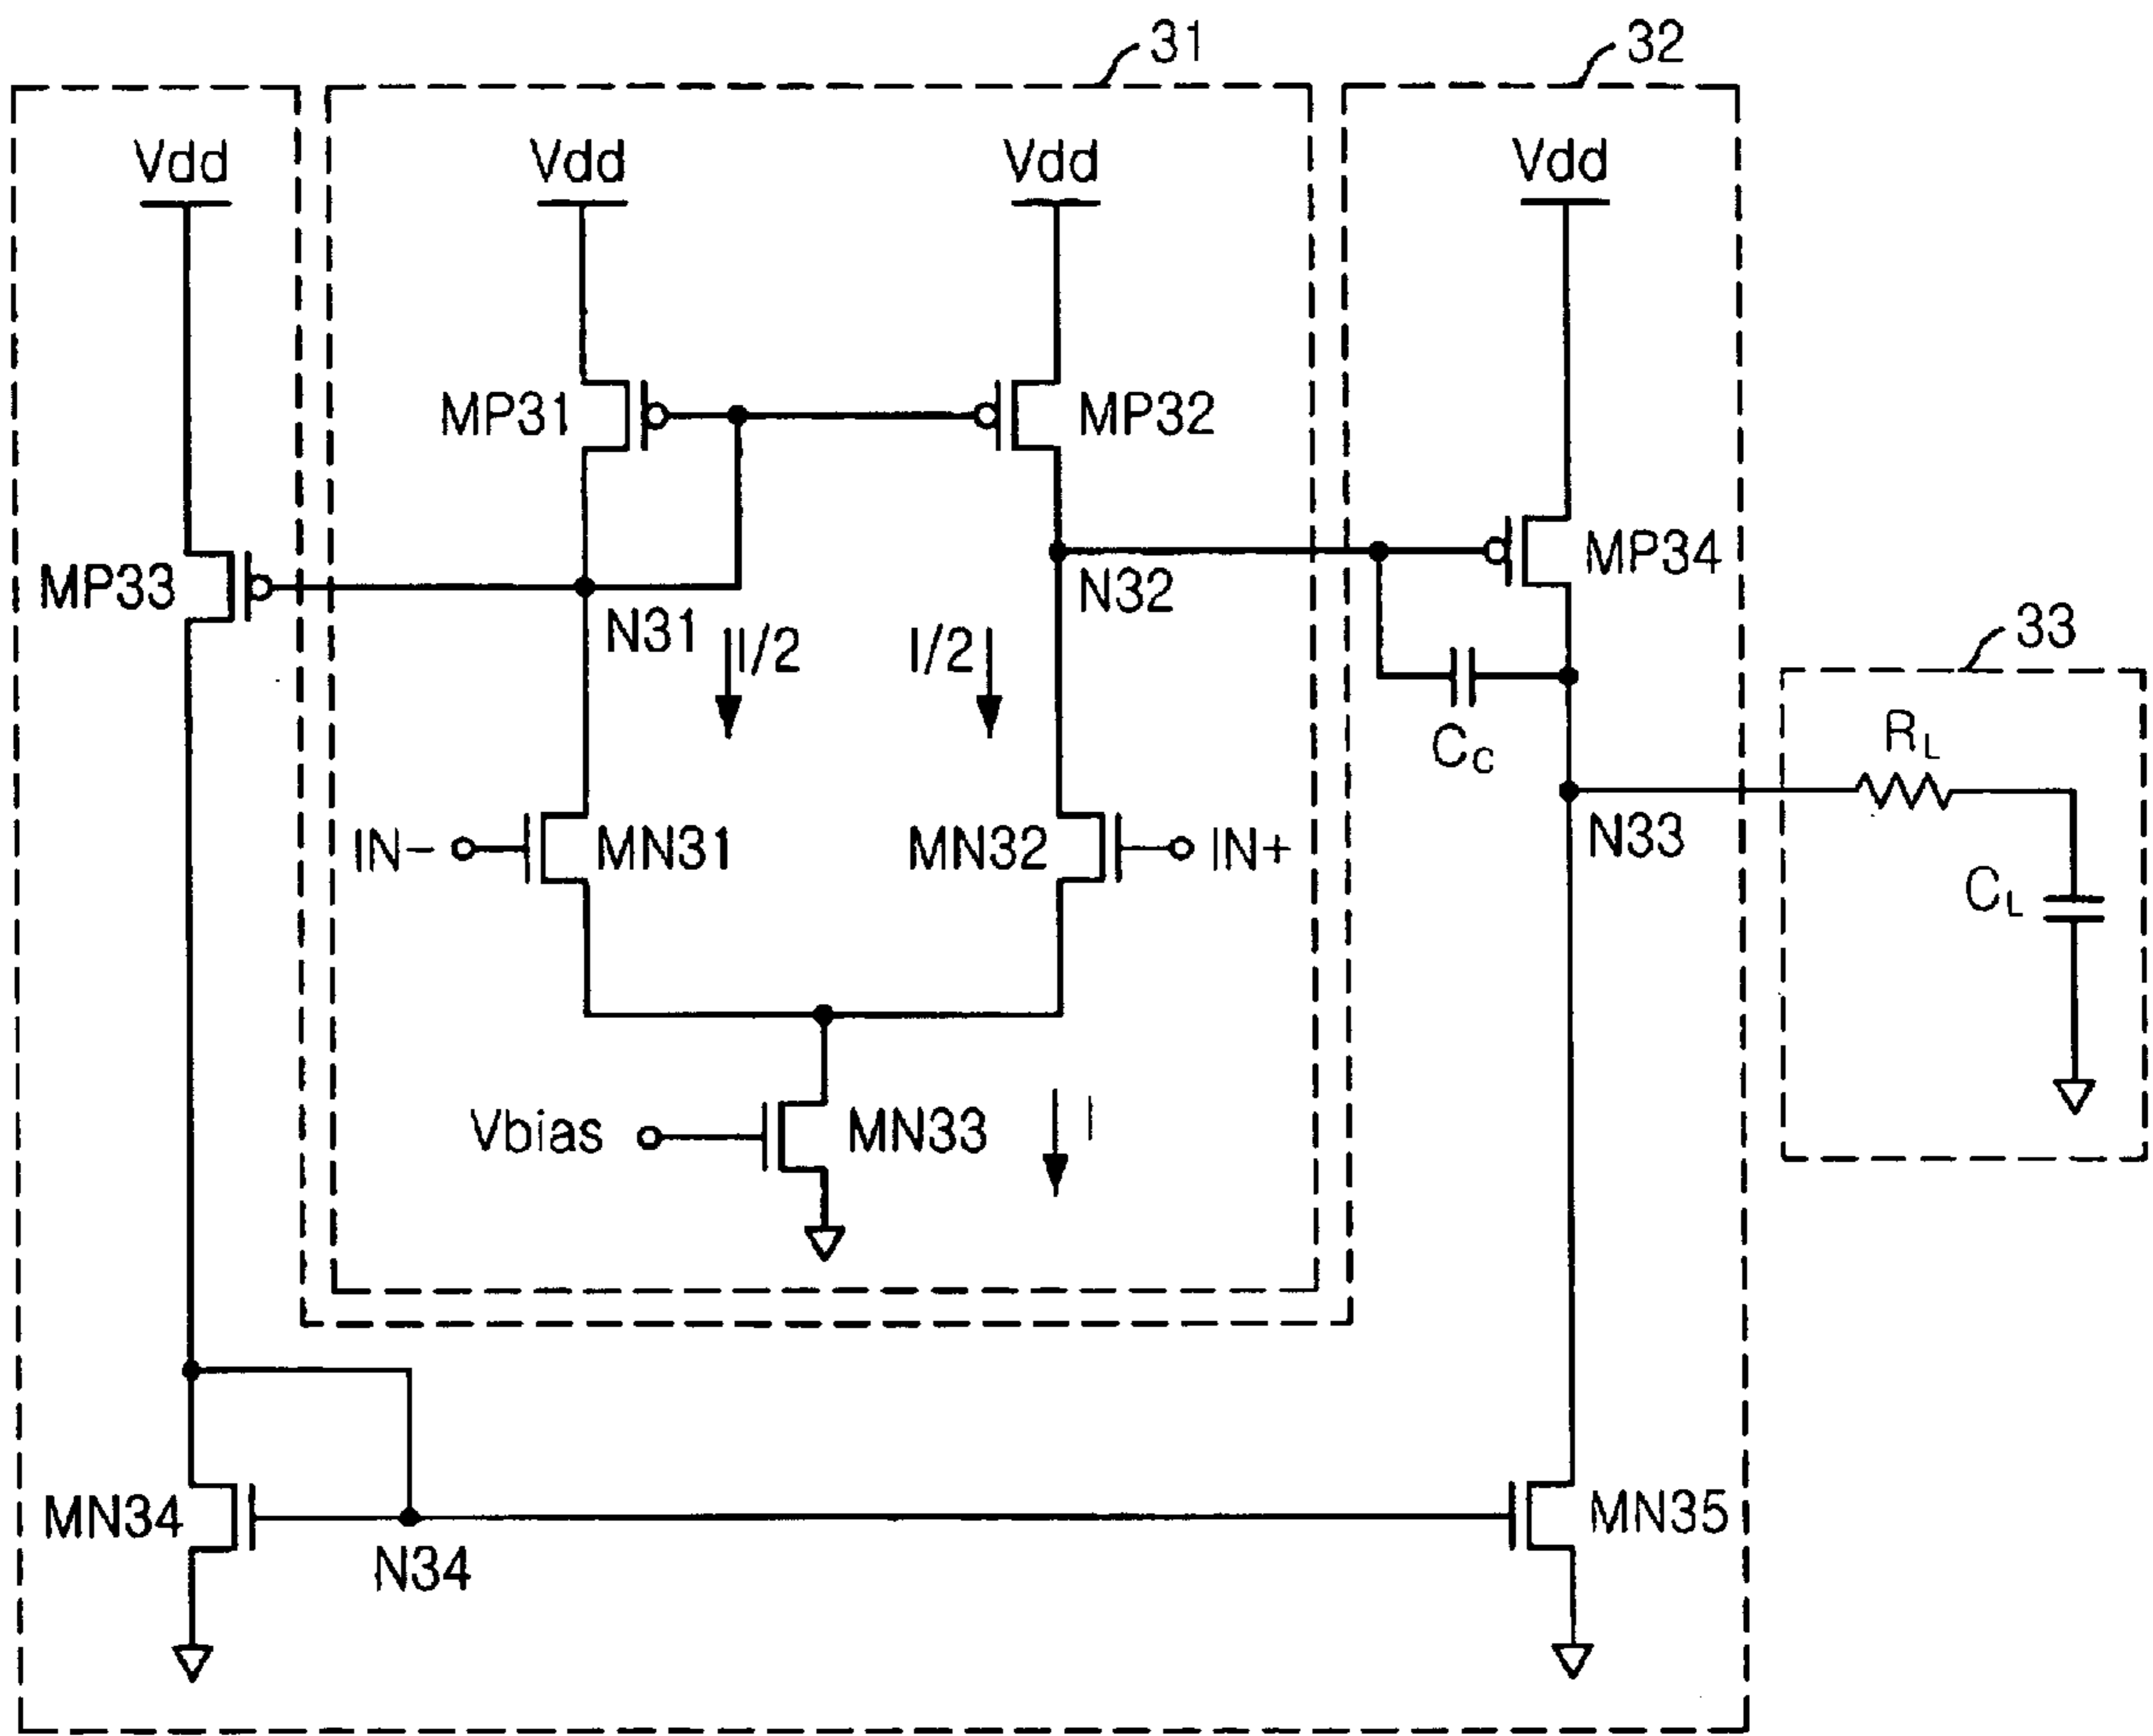 31
32
Vdd
Vdd
Vdd
Vdd
MP31
MP32
MP33
MP34
N31
I/2
I/2
N32
33
CC
RL
IN-
MN31
MN32
IN+
N33
CL
Vbias
MN33
I
MN34
N34
MN35